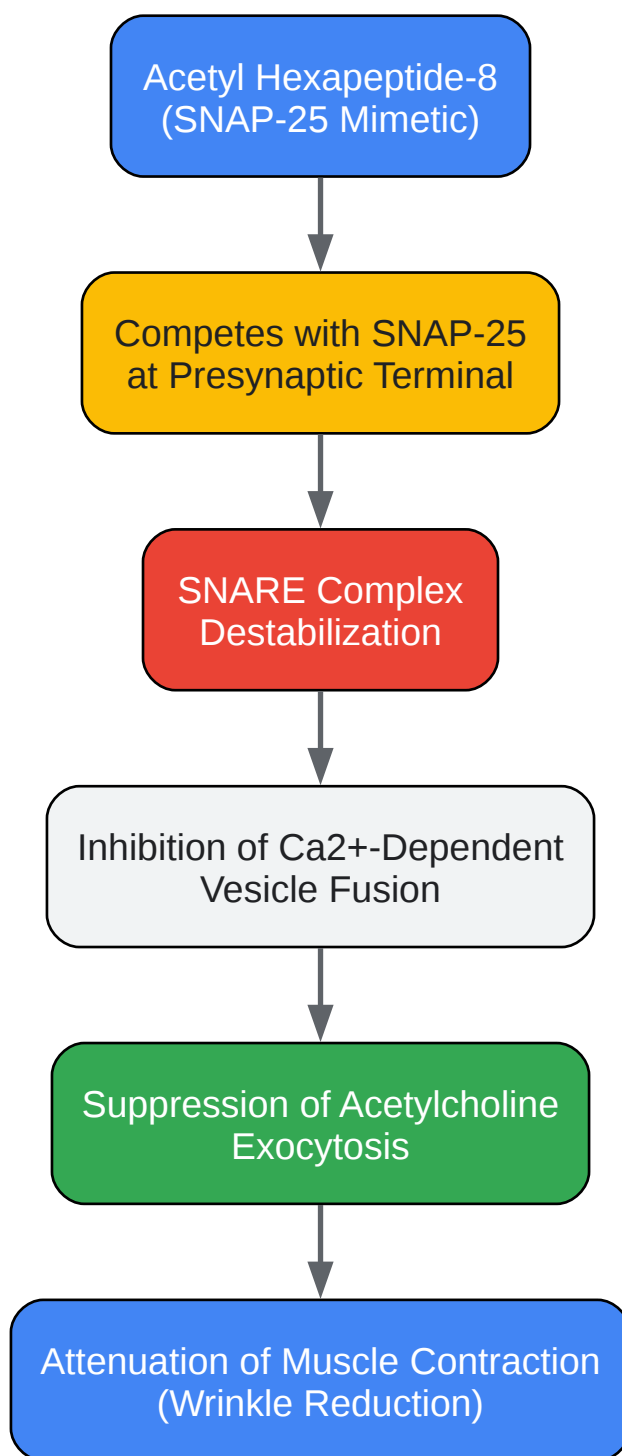 Acetyl Hexapeptide-8
(SNAP-25 Mimetic)
Competes with SNAP-25
at Presynaptic Terminal
SNARE Complex
Destabilization
Inhibition of Ca2+-Dependent
Vesicle Fusion
Suppression of Acetylcholine
Exocytosis
Attenuation of Muscle Contraction
(Wrinkle Reduction)